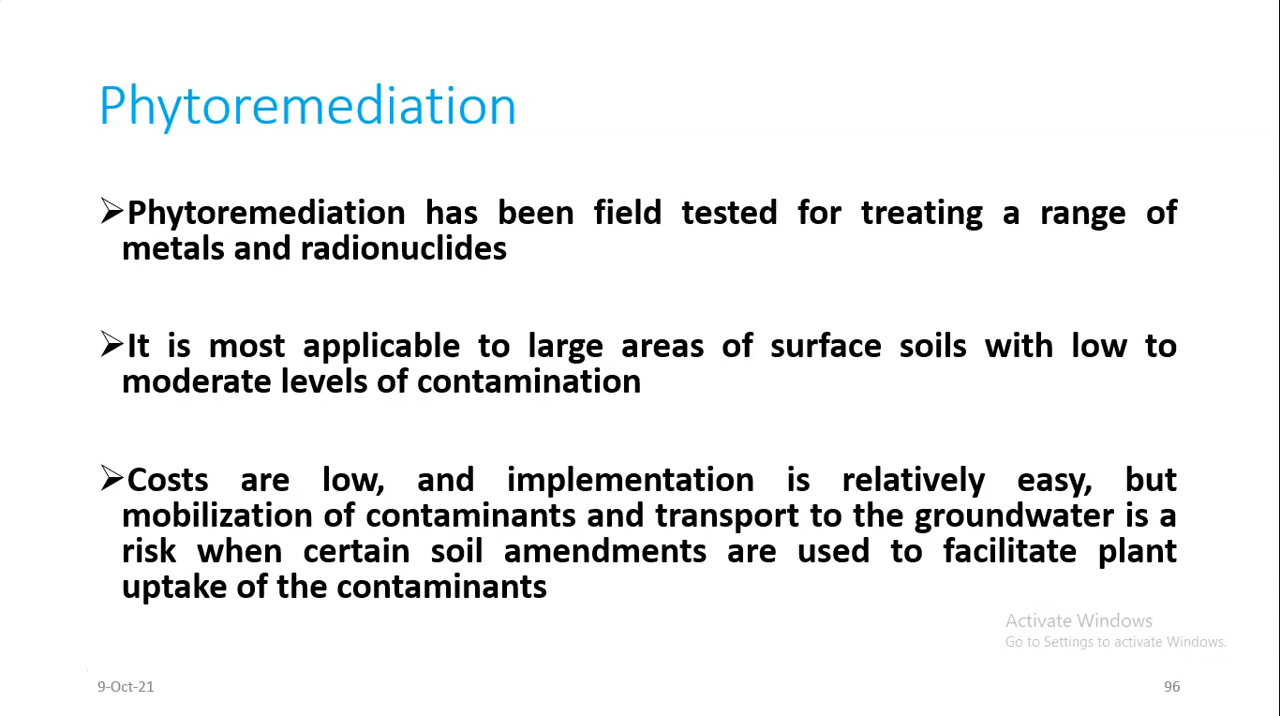 Phytoremediation
➢Phytoremediation has been field tested for treating a range of
metals and radionuclides
➢It is most applicable to large areas of surface soils with low to
moderate levels of contamination
➢Costs are low, and implementation is relatively easy, but
mobilization of contaminants and transport to the groundwater is a
risk when certain soil amendments are used to facilitate plant
uptake of the contaminants
Activate Windows
Go to Settings to activate Windows.
9-Oct-21
96